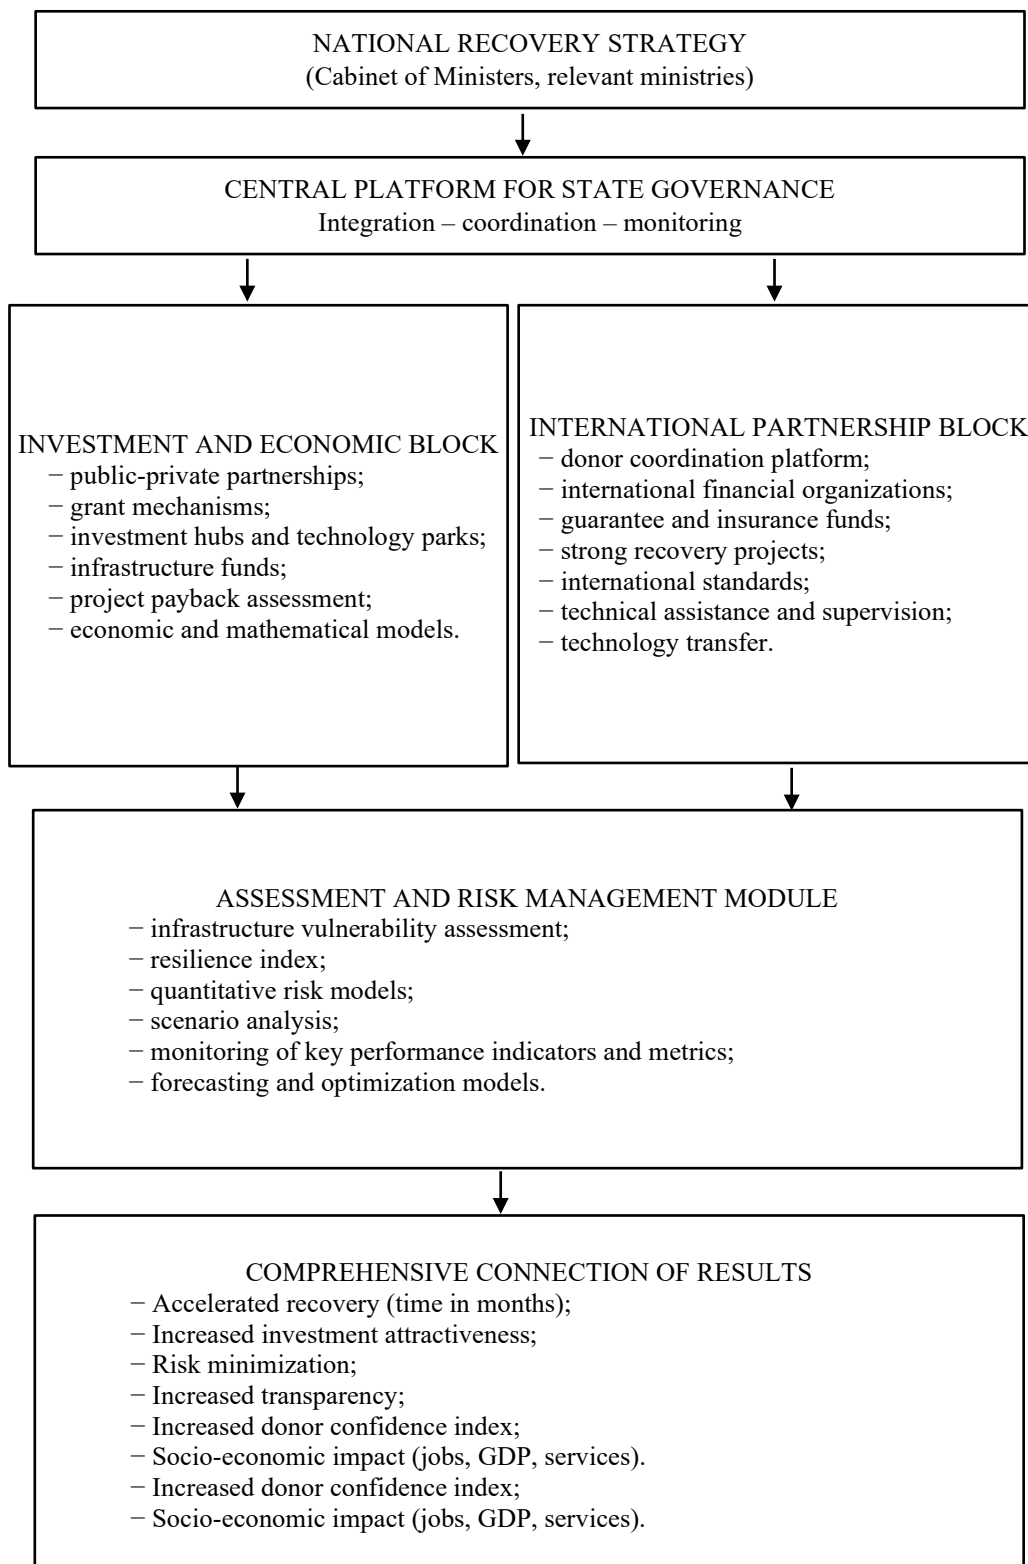 NATIONAL RECOVERY STRATEGY
(Cabinet of Ministers, relevant ministries)
CENTRAL PLATFORM FOR STATE GOVERNANCE
Integration – coordination – monitoring
INVESTMENT AND ECONOMIC BLOCK
− public-private partnerships;
− grant mechanisms;
− investment hubs and technology parks;
− infrastructure funds;
− project payback assessment;
− economic and mathematical models.
INTERNATIONAL PARTNERSHIP BLOCK
− donor coordination platform;
− international financial organizations;
− guarantee and insurance funds;
− strong recovery projects;
− international standards;
− technical assistance and supervision;
− technology transfer.
ASSESSMENT AND RISK MANAGEMENT MODULE
− infrastructure vulnerability assessment;
− resilience index;
− quantitative risk models;
− scenario analysis;
− monitoring of key performance indicators and metrics;
− forecasting and optimization models.
COMPREHENSIVE CONNECTION OF RESULTS
− Accelerated recovery (time in months);
− Increased investment attractiveness;
− Risk minimization;
− Increased transparency;
− Increased donor confidence index;
− Socio-economic impact (jobs, GDP, services).
− Increased donor confidence index;
− Socio-economic impact (jobs, GDP, services).